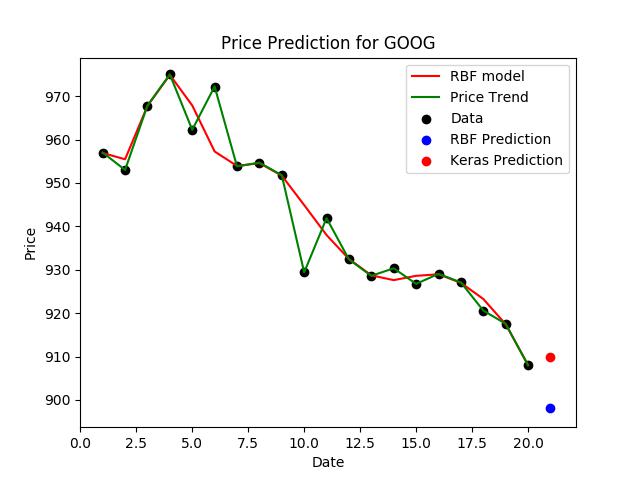 Price Prediction for GOOG
RBF model
Price Trend
Data
RBF Prediction
Keras Prediction
Price
970
960
950
940
930
920
910
900
0.0 2.5 5.0 7.5 10.0 12.5 15.0 17.5 20.0
Date